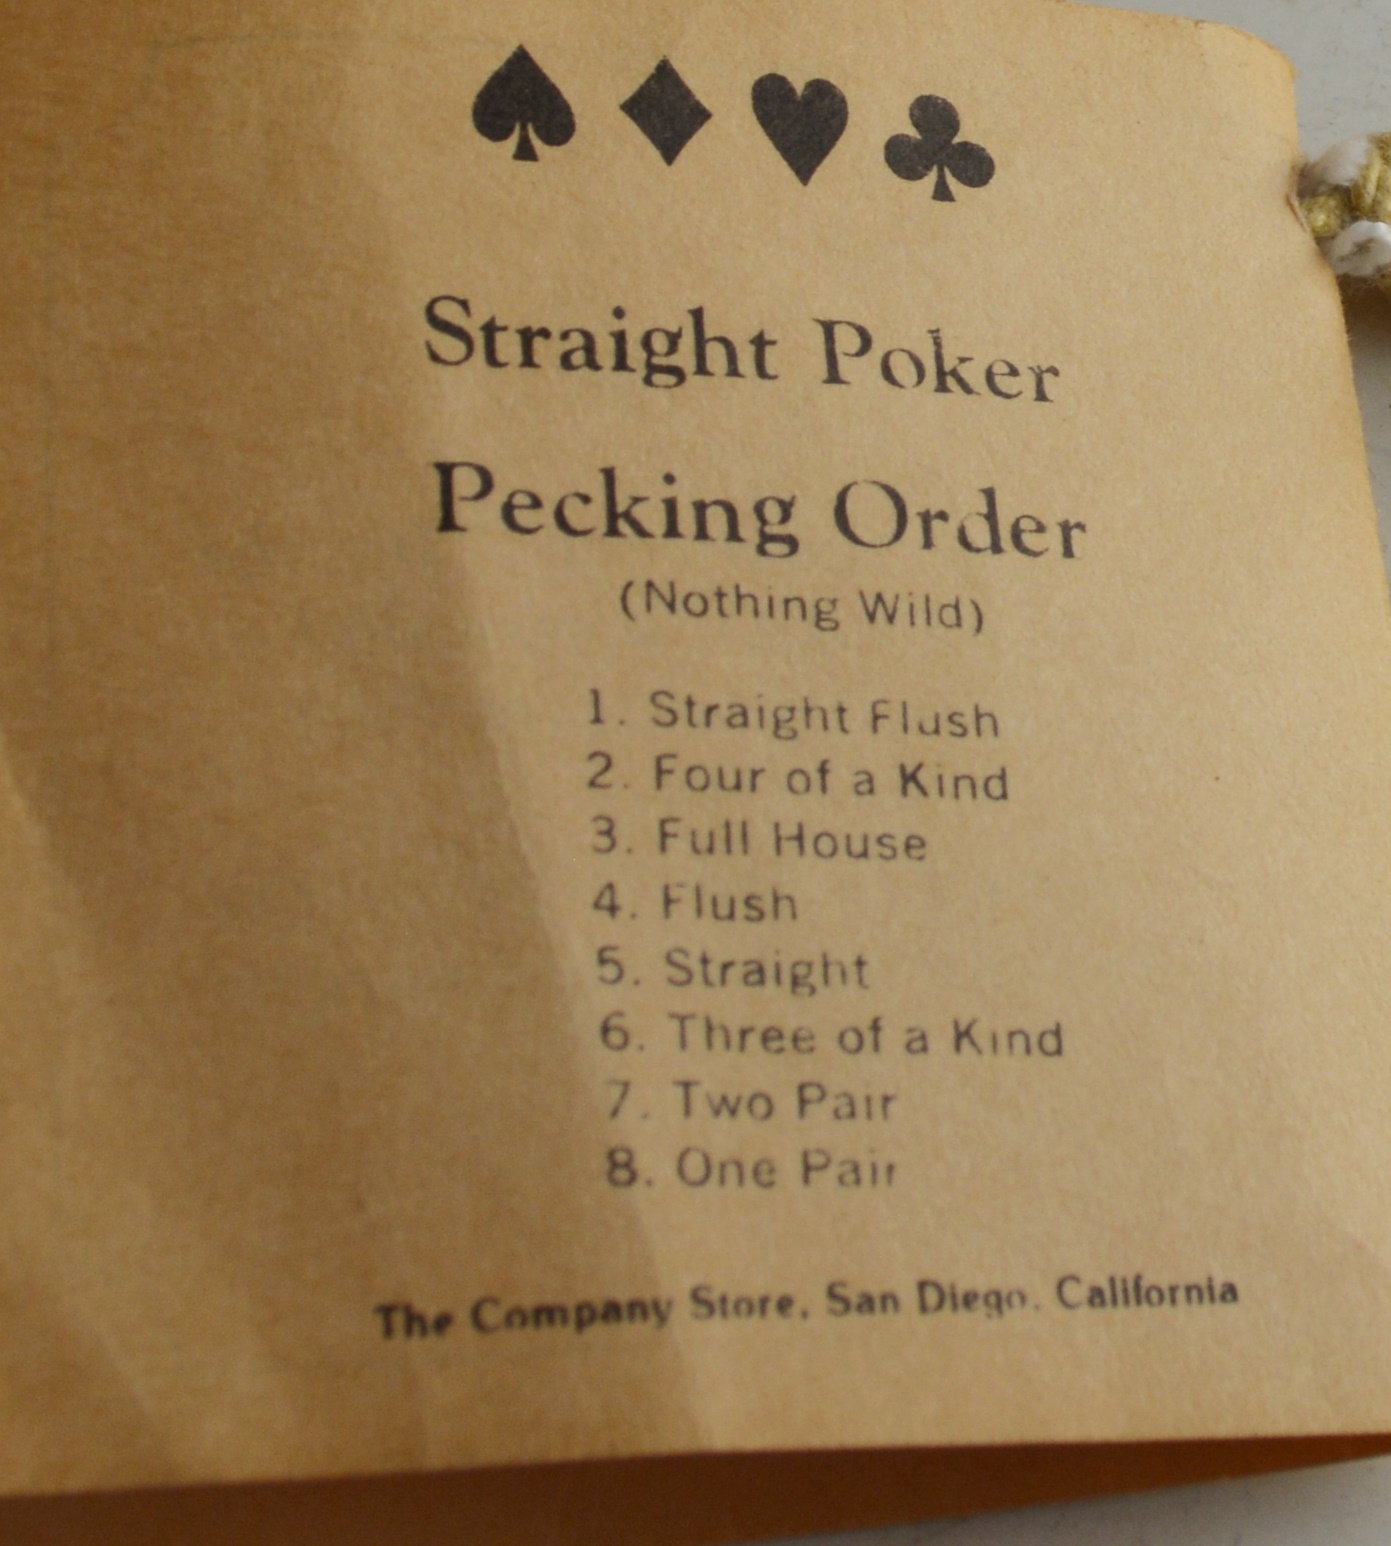 Straight Poker
Pecking Order
(Nothing Wild)
1. Straight Flush
2. Four of a Kind
3. Full House
4. Flush
5. Straight
6. Three of a Kind
7. Two Pair
8. One Pair
The Company Store, San Diego, California